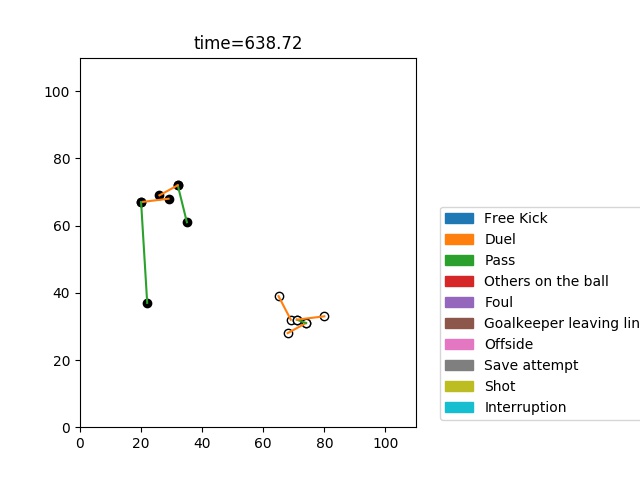 time=638.72
100
80
60
40
20
0
0 20 40 60 80 100
Free Kick
Duel
Pass
Others on the ball
Foul
Goalkeeper leaving lin
Offside
Save attempt
Shot
Interruption